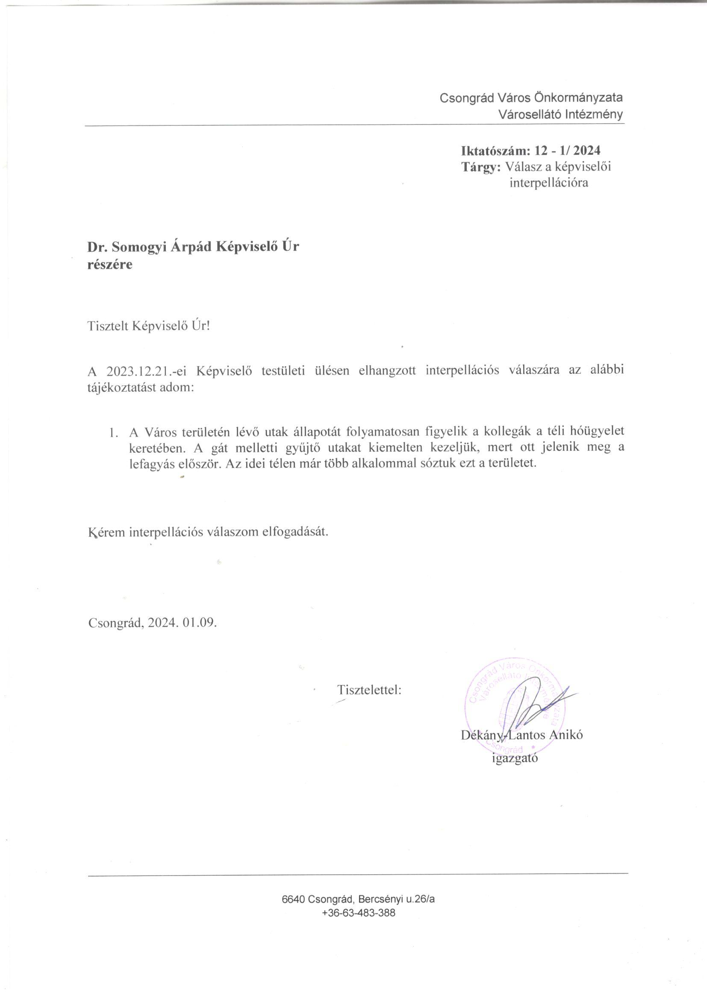 Csongrád Város Önkormányzata
Városellátó Intézmény
Iktatószám: 12 - 1/ 2024
Tárgy: Válasz a képviselői
interpellációra
Dr. Somogyi Árpád Képviselő Úr
részére
Tisztelt Képviselő Úr!
A 2023.12.21.-ei Képviselő testületi ülésen elhangzott interpellációs válaszára az alábbi
tájékoztatást adom:
1. A Város területén lévő utak állapotát folyamatosan figyelik a kollegák a téli hóügyelet
keretében. A gát melletti gyűjtő utakat kiemelten kezeljük, mert ott jelenik meg a
lefagyás először. Az idei télen már több alkalommal sóztuk ezt a területet.
Kérem interpellációs válaszom elfogadását.
Csongrád, 2024. 01.09.
Tisztelettel:
Csongrád Város Önkormányzata
Városellátó Intézménye
Csongrád
Dékány-Lantos Anikó
igazgató
6640 Csongrád, Bercsényi u.26/a
+36-63-483-388